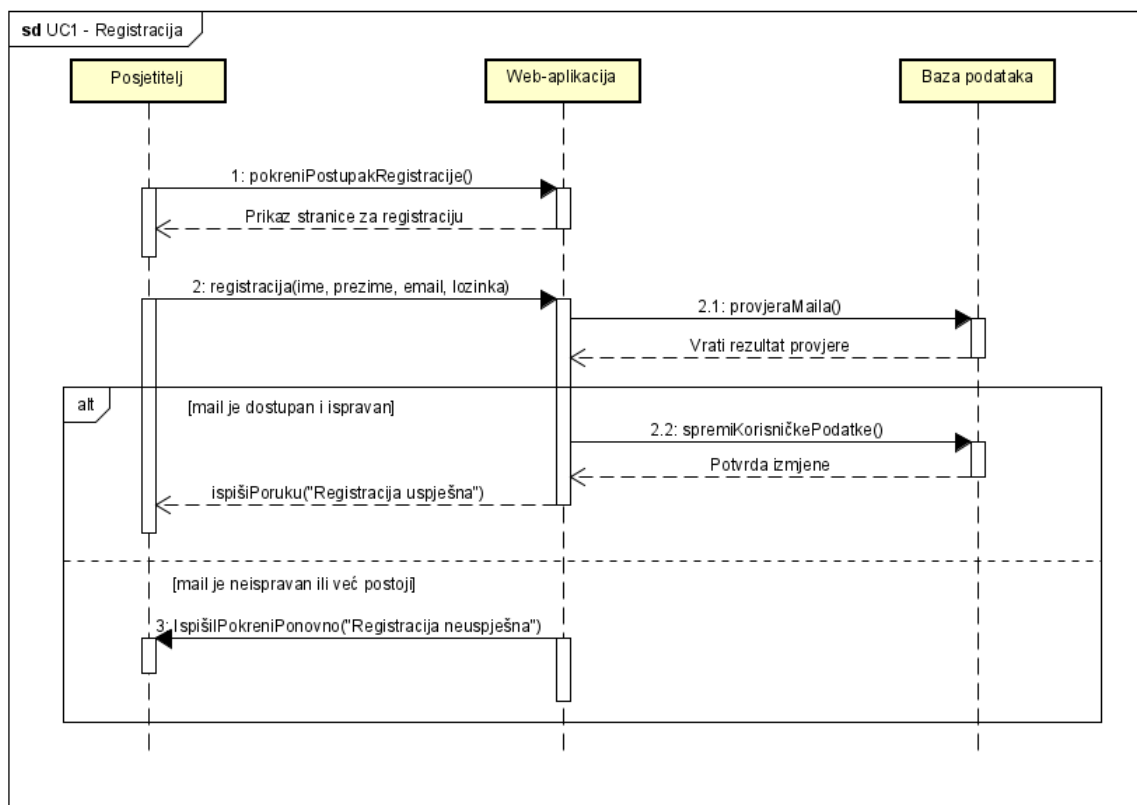 sd UC1 - Registracija
Posjetitelj
Web-aplikacija
Baza podataka
1: pokreniPostupakRegistracije()
Prikaz stranice za registraciju
2: registracija(ime, prezime, email, lozinka)
2.1: provjeraMaila()
Vrati rezultat provjere
alt
[mail je dostupan i ispravan]
2.2: spremiKorisničkePodatke()
Potvrda izmjene
ispišiPoruku("Registracija uspješna")
[mail je neispravan ili već postoji]
3: IspišiIPokreniPonovno("Registracija neuspješna")